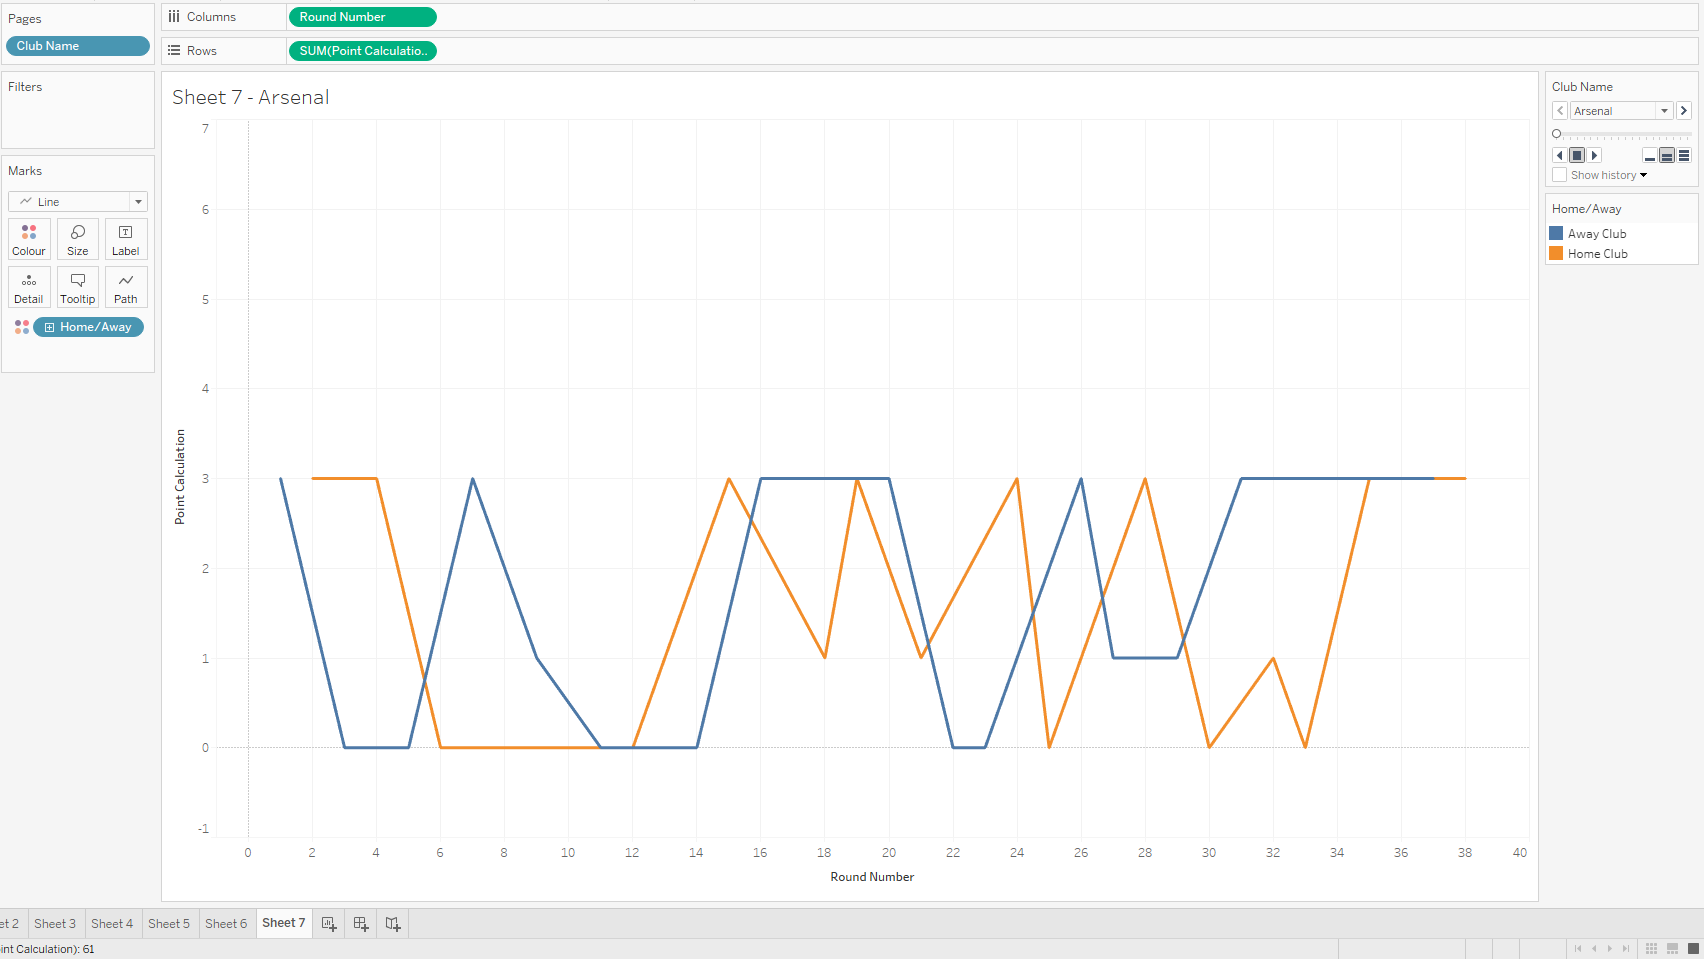 Pages
Club Name
Columns
Round Number
Rows
SUM(Point Calculatio..
Filters
Marks
Line
Colour
Size
Label
Detail
Tooltip
Path
Home/Away
Sheet 7 - Arsenal
7
6
5
4
3
2
1
0
-1
Point Calculation
0 2 4 6 8 10 12 14 16 18 20 22 24 26 28 30 32 34 36 38 40
Round Number
Club Name
Arsenal
Show history
Home/Away
Away Club
Home Club
et 2 Sheet 3 Sheet 4 Sheet 5 Sheet 6 Sheet 7
int Calculation): 61